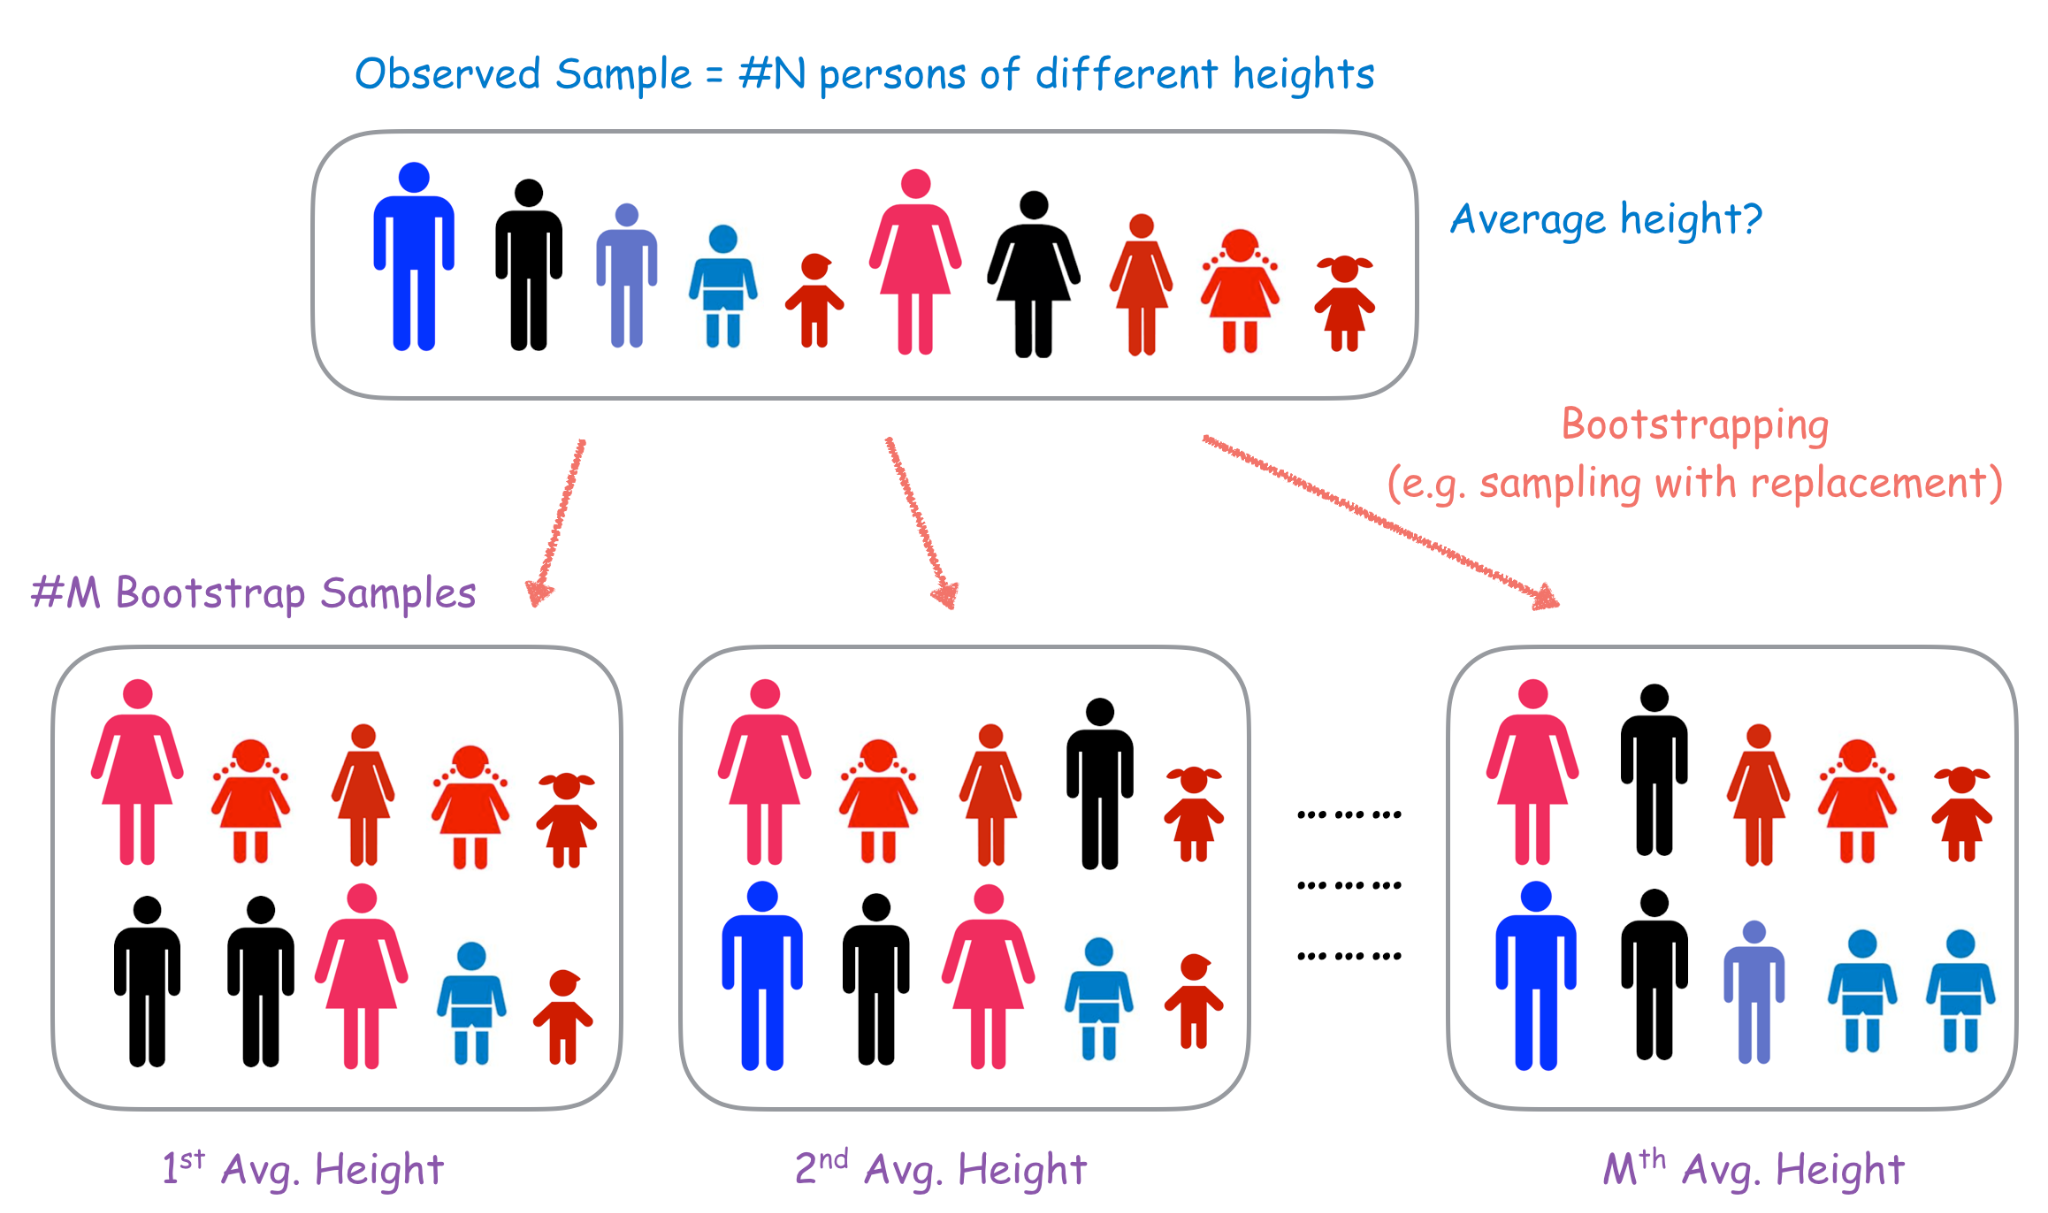 Observed Sample = #N persons of different heights
Average height?
Bootstrapping
(e.g. sampling with replacement)
#M Bootstrap Samples
………
………
………
1st Avg. Height
2nd Avg. Height
Mth Avg. Height